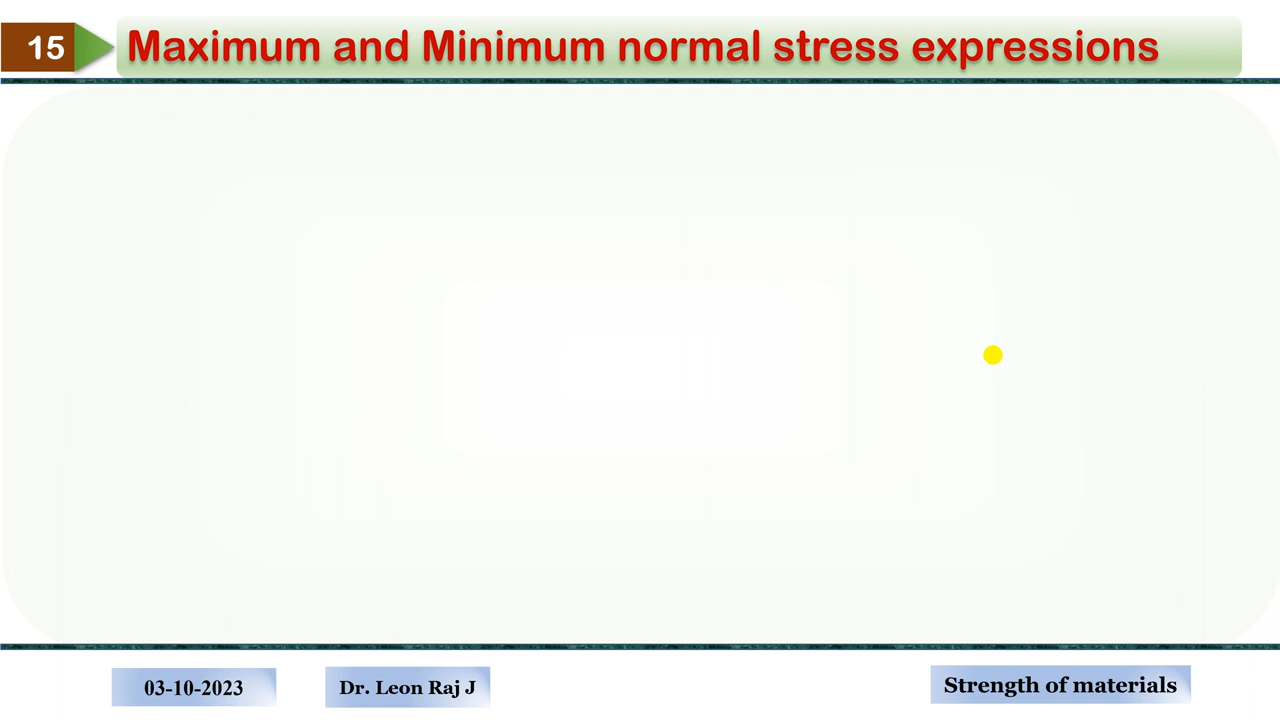 15
Maximum and Minimum normal stress expressions
03-10-2023
Dr. Leon Raj J
Strength of materials